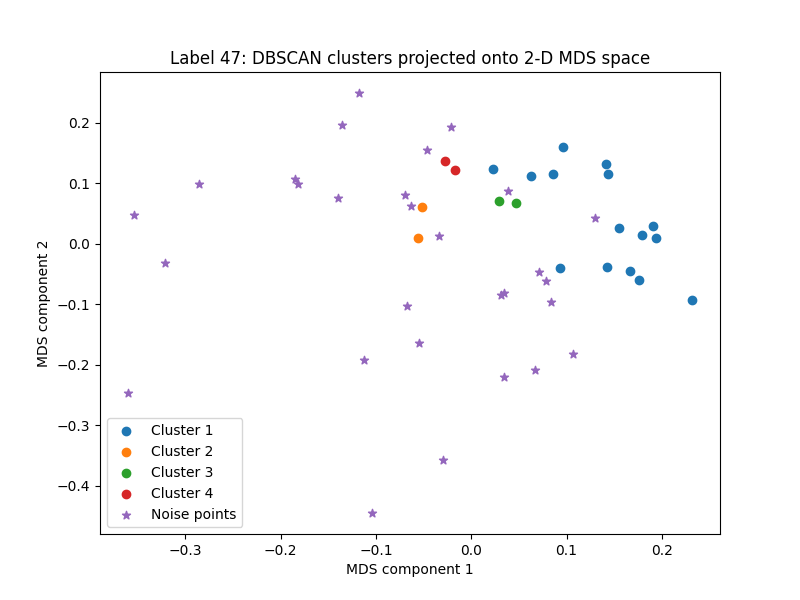 Label 47: DBSCAN clusters projected onto 2-D MDS space
MDS component 2
0.2
0.1
0.0
−0.1
−0.2
−0.3
−0.4
Cluster 1
Cluster 2
Cluster 3
Cluster 4
Noise points
−0.3
−0.2
−0.1
0.0
0.1
0.2
MDS component 1